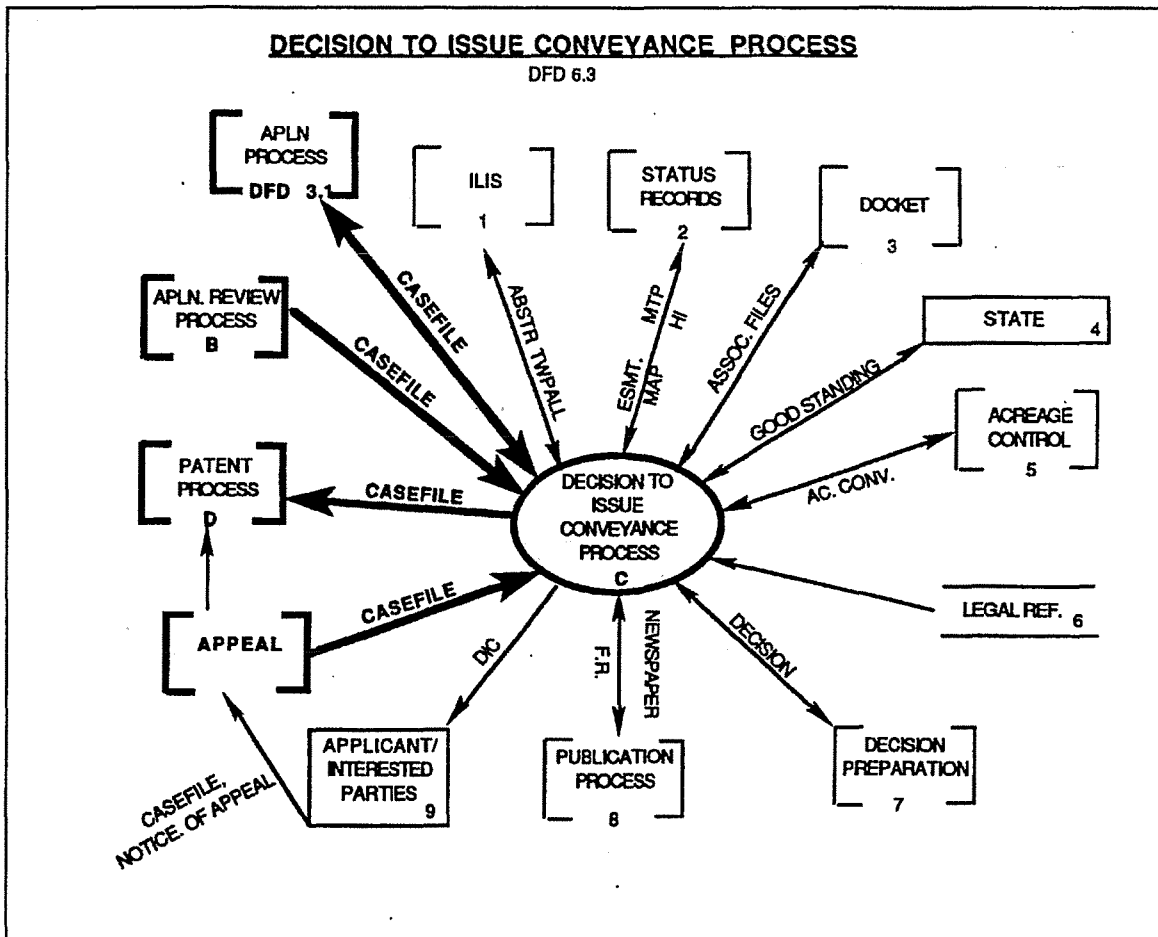 DECISION TO ISSUE CONVEYANCE PROCESS
DFD 6.3
APLN
PROCESS
DFD 3.1
ILIS
1
STATUS
RECORDS
2
DOCKET
3
APLN. REVIEW
PROCESS
B
STATE
4
ACREAGE
CONTROL
5
PATENT
PROCESS
D
CASEFILE
CASEFILE
CASEFILE
CASEFILE
ABSTR TWPALL
ESMT. MTP
MAP HI
ASSOC. FILES
GOOD STANDING
AC. CONV.
DECISION TO
ISSUE
CONVEYANCE
PROCESS
C
LEGAL REF. 6
APPEAL
DIC
F.R.
NEWSPAPER
DECISION
CASEFILE,
NOTICE. OF APPEAL
APPLICANT/
INTERESTED
PARTIES
9
PUBLICATION
PROCESS
8
DECISION
PREPARATION
7